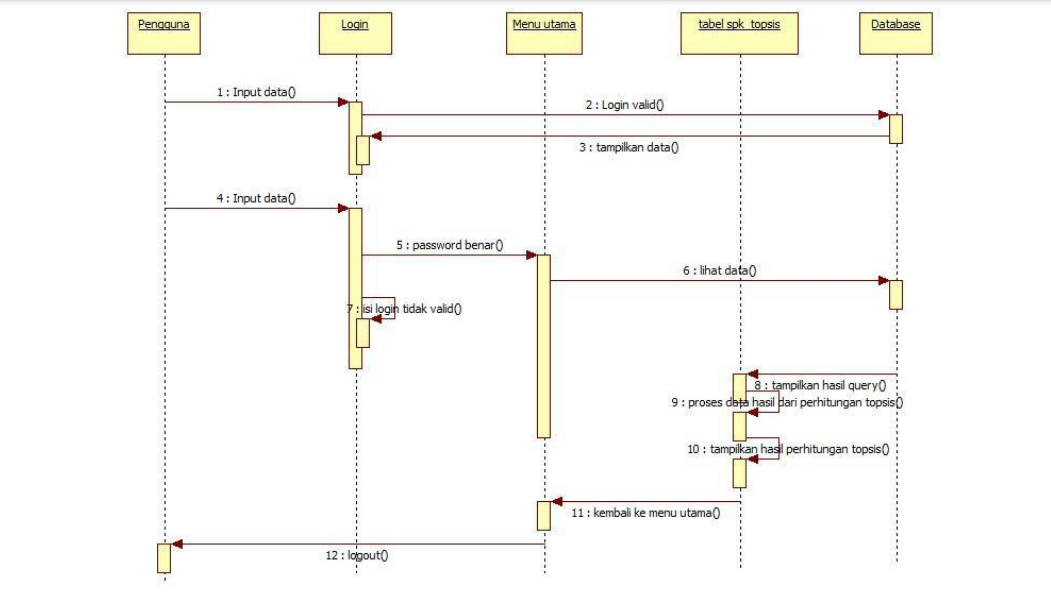 Pengguna
Login
Menu utama
tabel spk_topsis
Database
1 : Input data()
2 : Login valid()
3 : tampilkan data()
4 : Input data()
5 : password benar()
6 : lihat data()
7 : isi login tidak valid()
8 : tampilkan hasil query()
9 : proses data hasil dari perhitungan topsis()
10 : tampilkan hasil perhitungan topsis()
11 : kembali ke menu utama()
12 : logout()